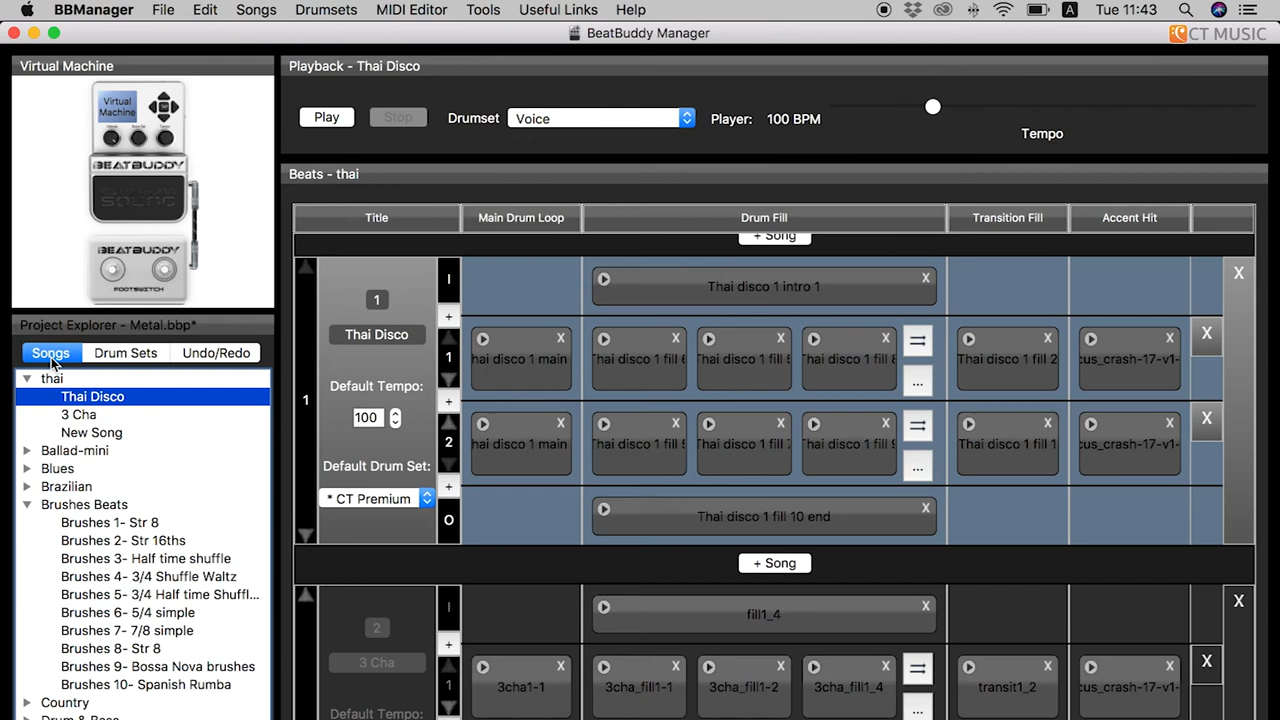 BBManager File Edit Songs Drumsets MIDI Editor Tools Useful Links Help A Tue 11:43
BeatBuddy Manager
CT MUSIC
Virtual Machine
Virtual Machine
BEATBUDDY
BEATBUDDY
FOOTSWITCH
Playback - Thai Disco
Play Stop Drumset Voice Player: 100 BPM
Tempo
Beats - thai
Title Main Drum Loop Drum Fill Transition Fill Accent Hit
+ Song
1
1
Thai Disco
Default Tempo:
100
Default Drum Set:
* CT Premium
I Thai disco 1 intro 1 X X
+
1 hai disco 1 main X Thai disco 1 fill 6 X Thai disco 1 fill X Thai disco 1 fill 8 X ... Thai disco 1 fill 2 X cus_crash-17-v1- X X
+
2 hai disco 1 main X Thai disco 1 fill 5 X Thai disco 1 fill 7 X Thai disco 1 fill 9 X ... Thai disco 1 fill 1 X cus_crash-17-v1- X X
+
O Thai disco 1 fill 10 end X
+ Song
2
3 Cha
Default Tempo:
I fill1_4 X X
+
1 3cha1-1 X 3cha_fill1-1 X 3cha_fill1-2 X 3cha_fill1_4 X ... transit1_2 X cus_crash-17-v1- X X
Project Explorer - Metal.bbp*
Songs Drum Sets Undo/Redo
thai
Thai Disco
3 Cha
New Song
Ballad-mini
Blues
Brazilian
Brushes Beats
Brushes 1- Str 8
Brushes 2- Str 16ths
Brushes 3- Half time shuffle
Brushes 4- 3/4 Shuffle Waltz
Brushes 5- 3/4 Half time Shuffl...
Brushes 6- 5/4 simple
Brushes 7- 7/8 simple
Brushes 8- Str 8
Brushes 9- Bossa Nova brushes
Brushes 10- Spanish Rumba
Country
Drum & Bass